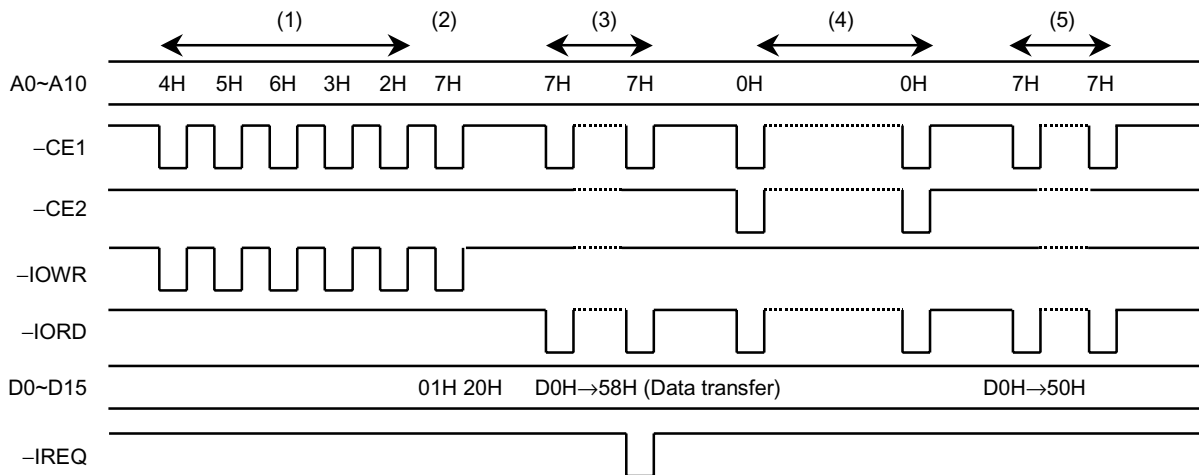 (1) (2) (3) (4) (5)
A0~A10 4H 5H 6H 3H 2H 7H 7H 7H 0H 0H 7H 7H
–CE1
–CE2
–IOWR
–IORD
D0~D15 01H 20H D0H→58H (Data transfer) D0H→50H
–IREQ